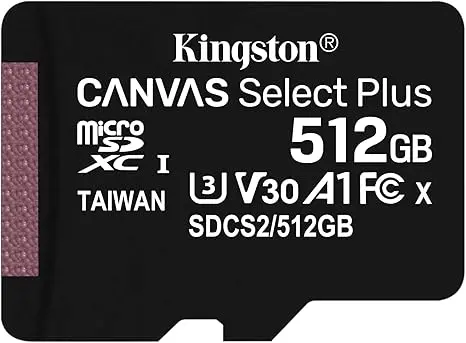 Kingston®
CANVAS Select Plus
micro SD XC I
512GB
TAIWAN
U3 V30 A1 FC X
SDCS2/512GB